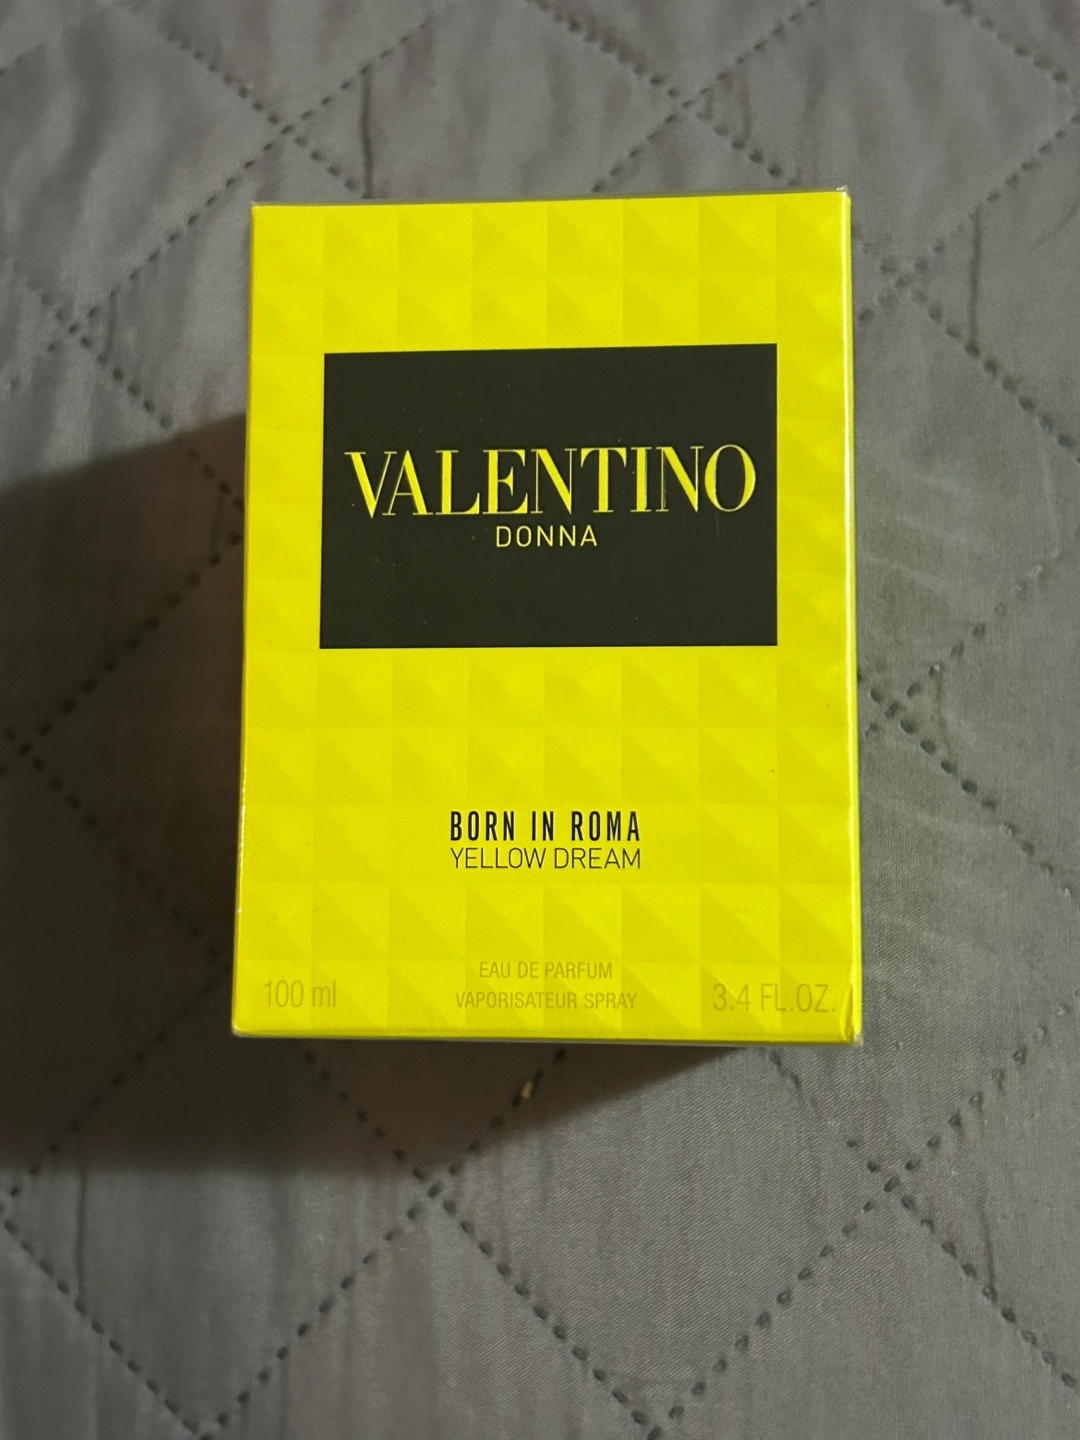 VALENTINO
DONNA
BORN IN ROMA
YELLOW DREAM
EAU DE PARFUM
100 ml VAPORISATEUR SPRAY 3.4 FL.OZ.